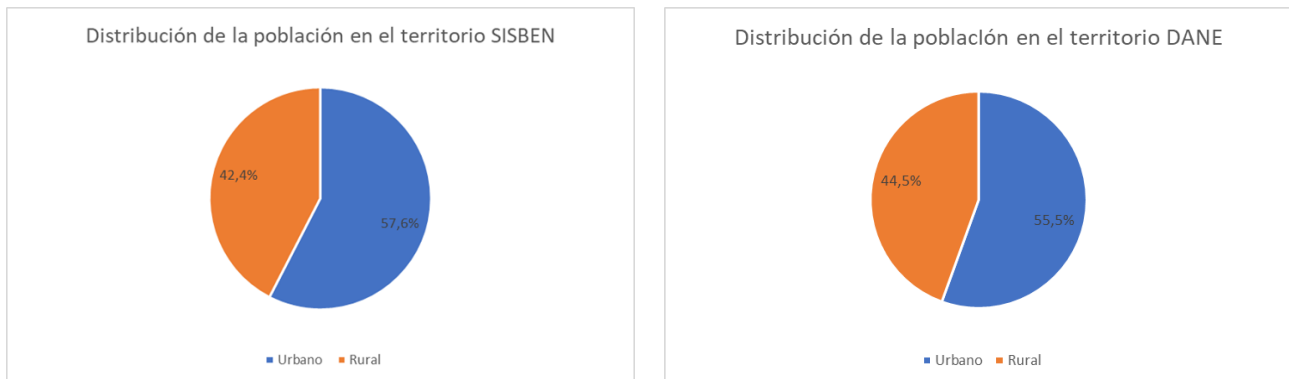 Distribución de la población en el territorio SISBEN
42,4%
57,6%
Urbano Rural
Distribución de la población en el territorio DANE
44,5%
55,5%
Urbano Rural